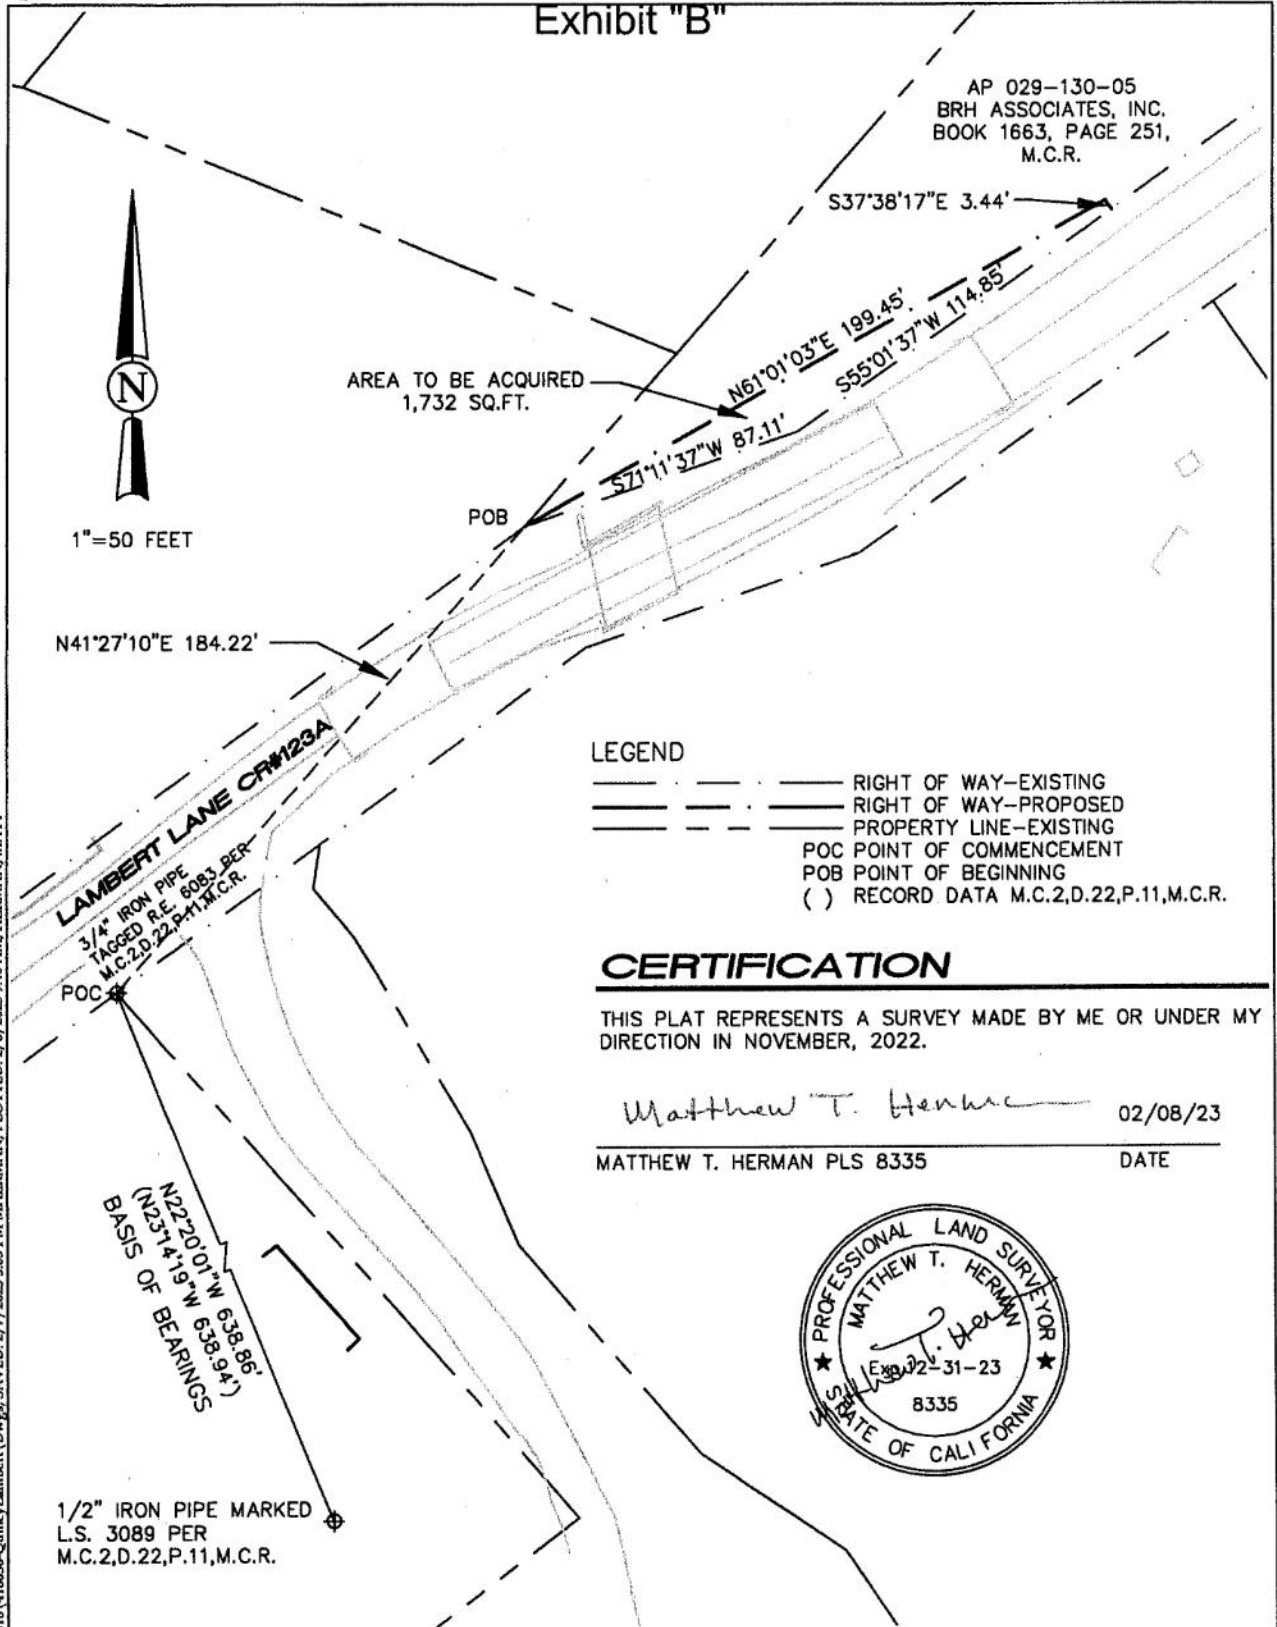 Exhibit "B"
AP 029-130-05
BRH ASSOCIATES, INC.
BOOK 1663, PAGE 251,
M.C.R.
S37°38'17"E 3.44'
N61°01'03"E 199.45'
S55°01'37"W 114.85'
AREA TO BE ACQUIRED
1,732 SQ.FT.
S71°11'37"W 87.11'
N
POB
1"=50 FEET
N41°27'10"E 184.22'
LAMBERT LANE CR#123A
3/4" IRON PIPE
TAGGED R.E. 6083 PER
M.C.2,D.22,P.11,M.C.R.
POC
LEGEND
RIGHT OF WAY-EXISTING
RIGHT OF WAY-PROPOSED
PROPERTY LINE-EXISTING
POC POINT OF COMMENCEMENT
POB POINT OF BEGINNING
( ) RECORD DATA M.C.2,D.22,P.11,M.C.R.
CERTIFICATION
THIS PLAT REPRESENTS A SURVEY MADE BY ME OR UNDER MY
DIRECTION IN NOVEMBER, 2022.
Matthew T. Herman
02/08/23
MATTHEW T. HERMAN PLS 8335 DATE
N22°20'01"W 638.86'
(N23°14'19"W 638.94')
BASIS OF BEARINGS
PROFESSIONAL LAND SURVEYOR
MATTHEW T. HERMAN
Matthew T. Her
Exp. 12-31-23
8335
STATE OF CALIFORNIA
1/2" IRON PIPE MARKED
L.S. 3089 PER
M.C.2,D.22,P.11,M.C.R.